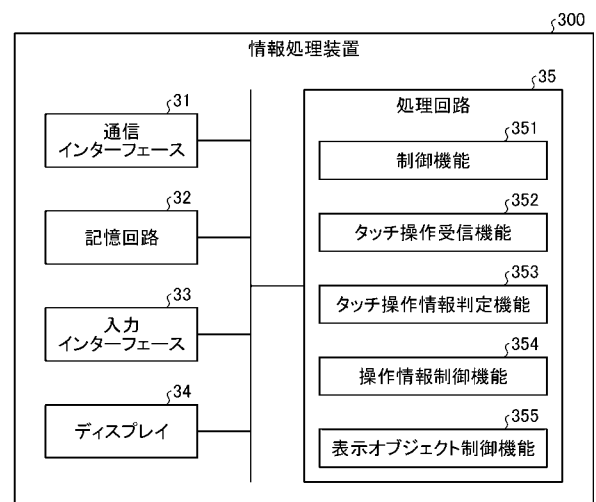 300
情報処理装置
31
通信
インターフェース
32
記憶回路
33
入力
インターフェース
34
ディスプレイ
35
処理回路
351
制御機能
352
タッチ操作受信機能
353
タッチ操作情報判定機能
354
操作情報制御機能
355
表示オブジェクト制御機能